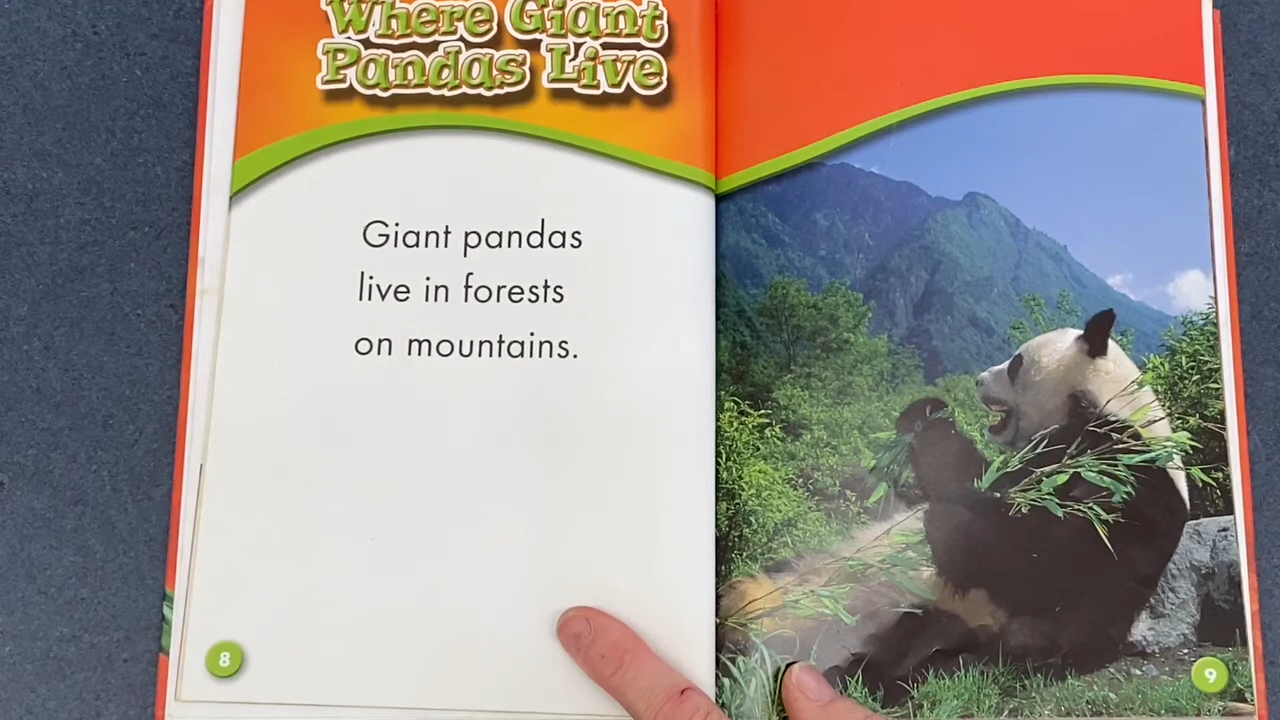 Where Giant
Pandas Live
Giant pandas
live in forests
on mountains.
8
9